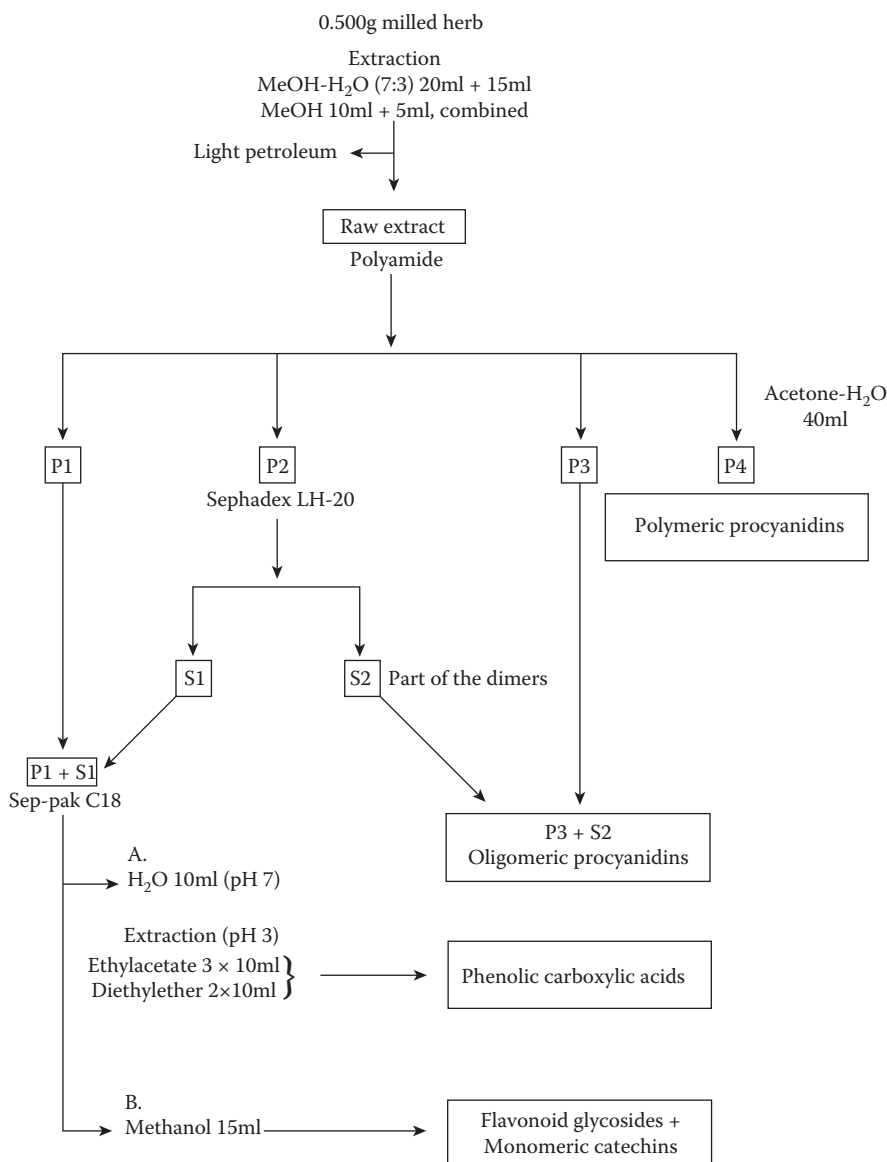 0.500g milled herb
Extraction
MeOH-H₂O (7:3) 20ml + 15ml
MeOH 10ml + 5ml, combined
Light petroleum
Raw extract
Polyamide
Acetone-H₂O
40ml
P1
P2
P3
P4
Sephadex LH-20
Polymeric procyanidins
S1
S2
Part of the dimers
P1 + S1
Sep-pak C18
P3 + S2
Oligomeric procyanidins
A.
H₂O 10ml (pH 7)
Extraction (pH 3)
Ethylacetate 3 × 10ml
Diethylether 2×10ml
}
Phenolic carboxylic acids
B.
Methanol 15ml
Flavonoid glycosides +
Monomeric catechins